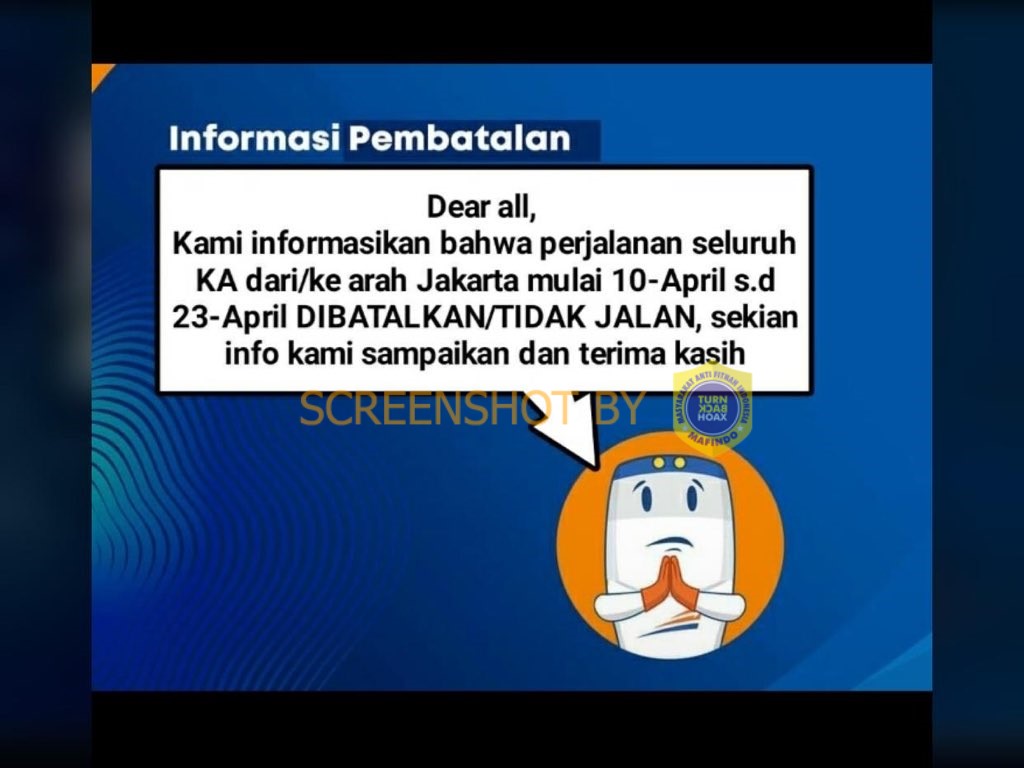 Informasi Pembatalan
Dear all,
Kami informasikan bahwa perjalanan seluruh
KA dari/ke arah Jakarta mulai 10-April s.d
23-April DIBATALKAN/TIDAK JALAN, sekian
info kami sampaikan dan terima kasih
SCREENSHOT BY
MASYARAKAT ANTI FITNAH INDONESIA
TURN
BACK
HOAX
MAFINDO